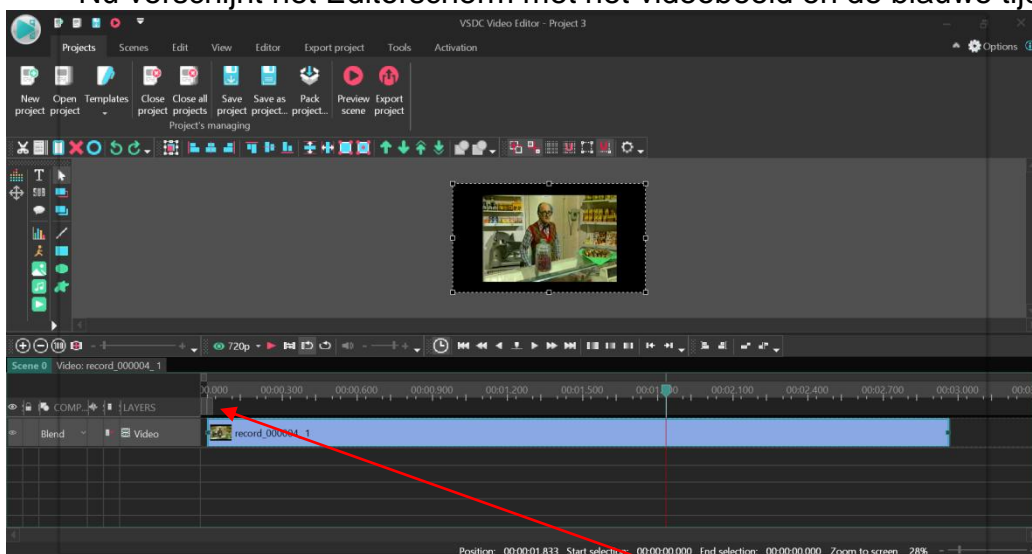 Nu verschijnt het Editorscherm met het videobeeld en de blauwe
VSDC Video Editor - Project 3
Projects Scenes Edit View Editor Export project Tools Activation
Options
New project
Open project
Templates
Close project
Close all projects
Save project
Save as project...
Pack project...
Preview scene
Export project
Project's managing
T
720p
Scene 0 Video: record_000004_1
00:00.300 00:00.600 00:00.900 00:01.200 00:01.500 00:02.100 00:02.400 00:02.700 00:03.000
COMP... LAYERS
Blend Video record_000004_1
Position: 00:00:01.833 Start selection: 00:00:00.000 End selection: 00:00:00.000 Zoom to screen 28%